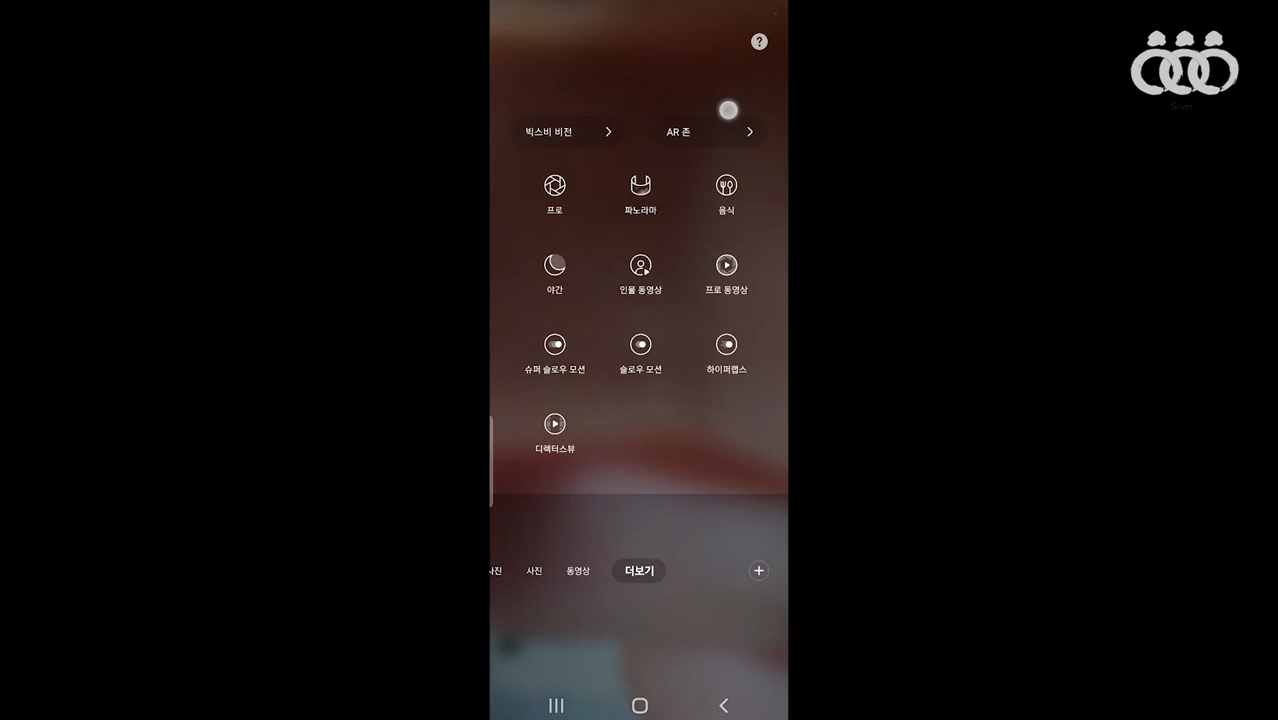 ?
빅스비 비전
AR 존
프로
파노라마
음식
야간
인물 동영상
프로 동영상
슈퍼 슬로우 모션
슬로우 모션
하이퍼랩스
디렉터스뷰
사진
사진
동영상
더보기
Silver